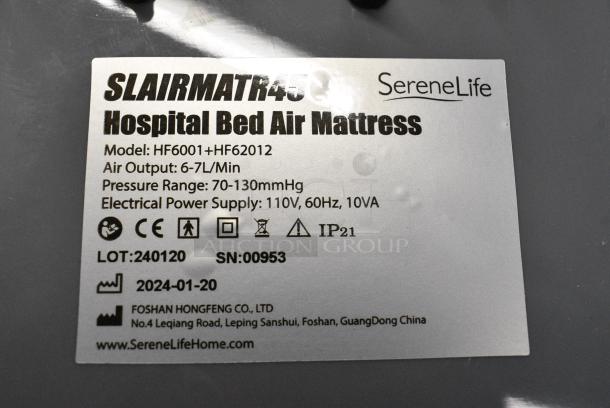 SLAIRMATR45
SereneLife
Hospital Bed Air Mattress
Model: HF6001+HF62012
Air Output: 6-7L/Min
Pressure Range: 70-130mmHg
Electrical Power Supply: 110V, 60Hz, 10VA
CE IP21
AUCTION GROUP
LOT:240120 SN:00953
2024-01-20
FOSHAN HONGFENG CO., LTD
No.4 Leqiang Road, Leping Sanshui, Foshan, GuangDong China
www.SereneLifeHome.com